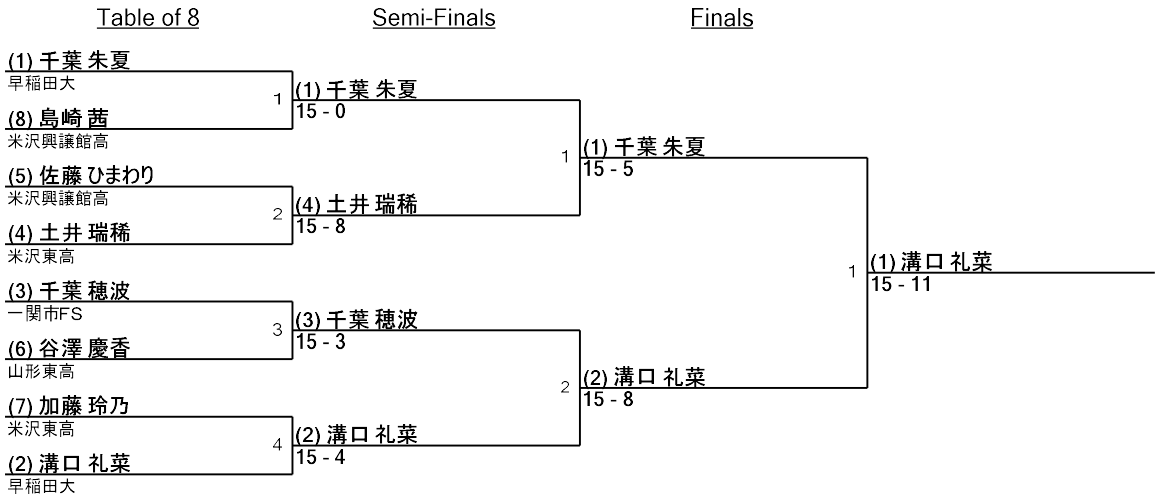 Table of 8
Semi-Finals
Finals
(1) 千葉 朱夏
早稲田大
1
(1) 千葉 朱夏
15 - 0
(8) 島崎 茜
米沢興譲館高
1
(1) 千葉 朱夏
15 - 5
(5) 佐藤 ひまわり
米沢興譲館高
2
(4) 土井 瑞稀
15 - 8
(4) 土井 瑞稀
米沢東高
1
(1) 溝口 礼菜
15 - 11
(3) 千葉 穂波
一関市FS
3
(3) 千葉 穂波
15 - 3
(6) 谷澤 慶香
山形東高
2
(2) 溝口 礼菜
15 - 8
(7) 加藤 玲乃
米沢東高
4
(2) 溝口 礼菜
15 - 4
(2) 溝口 礼菜
早稲田大